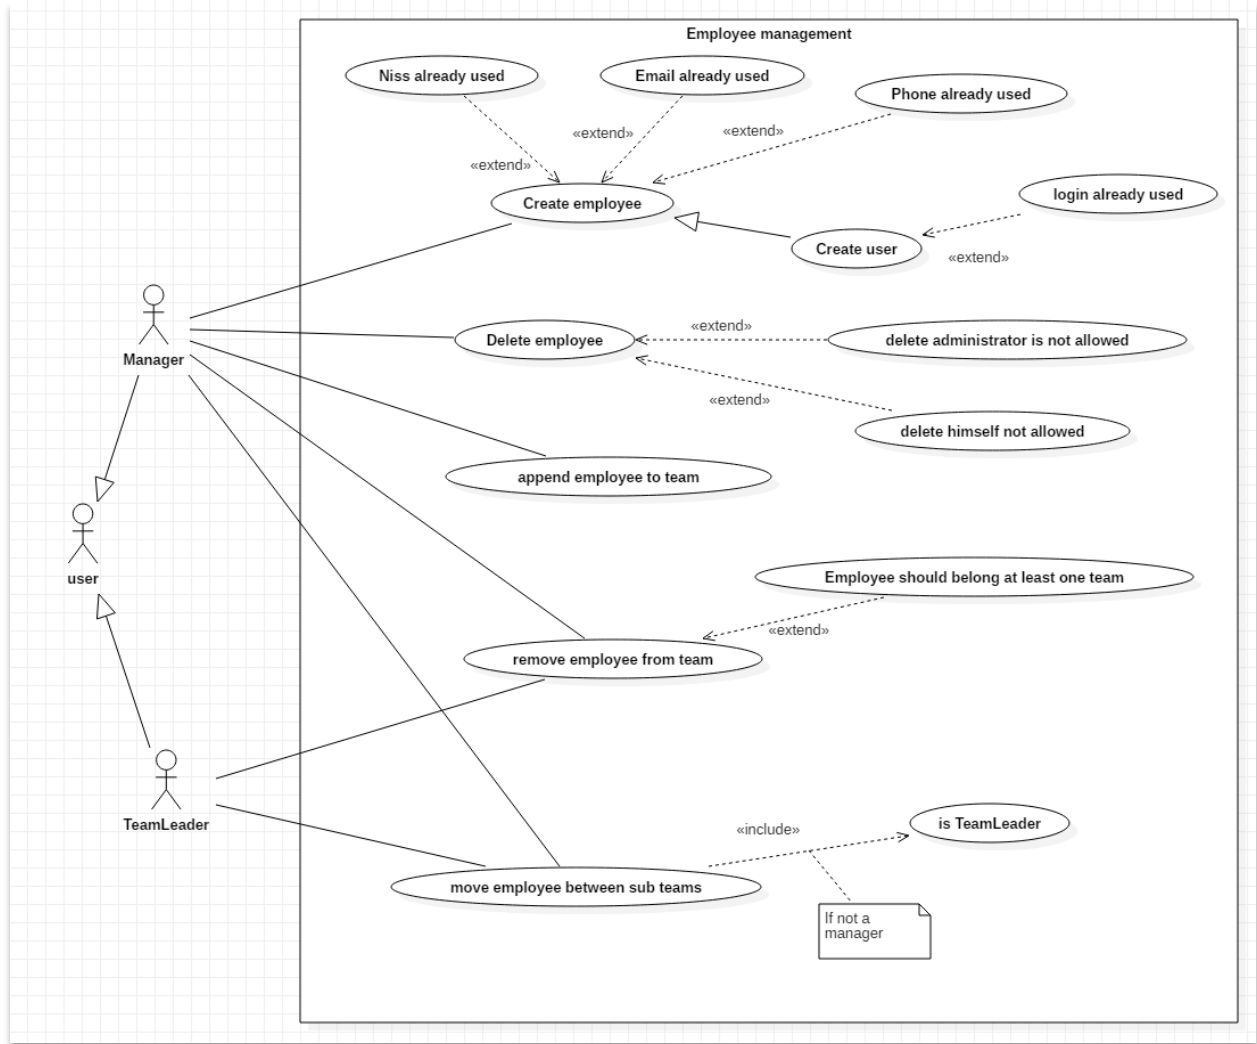 Employee management
Niss already used
Email already used
Phone already used
«extend»
«extend»
«extend»
Create employee
login already used
Create user
«extend»
Manager
Delete employee
«extend»
delete administrator is not allowed
«extend»
delete himself not allowed
append employee to team
user
Employee should belong at least one team
«extend»
remove employee from team
TeamLeader
«include»
is TeamLeader
move employee between sub teams
If not a
manager